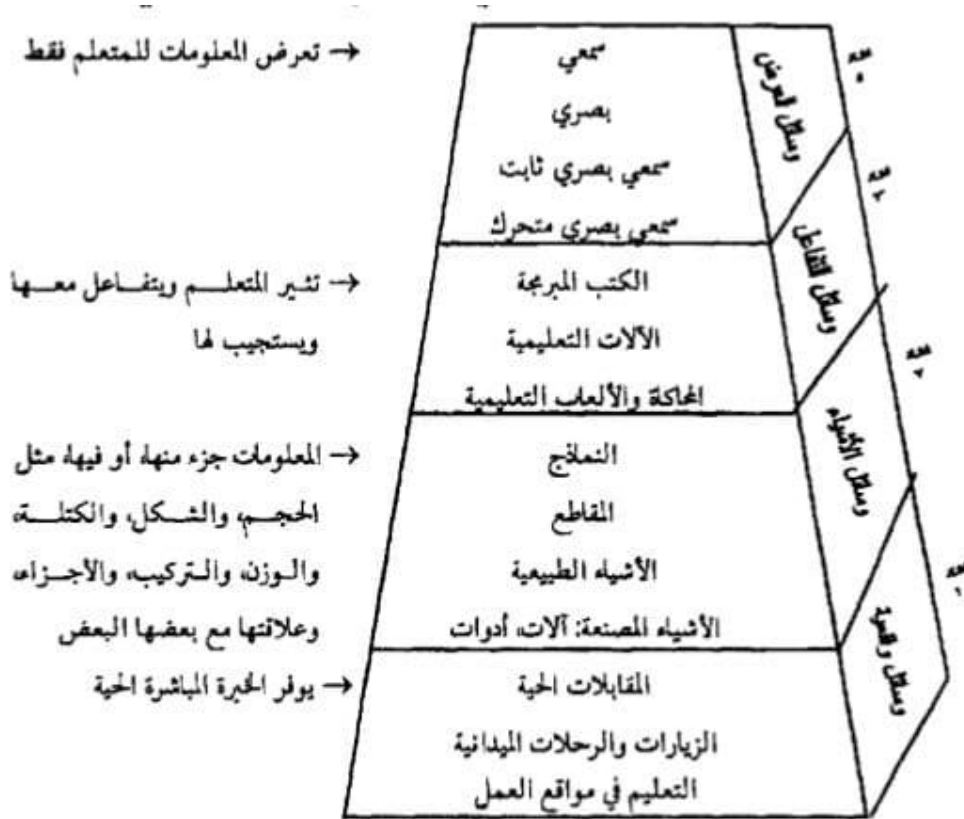 سمعي
بصري
سمعي بصري ثابت
سمعي بصري متحرك
الكتب المبرمجة
الآلات التعليمية
المحاكاة والألعاب التعليمية
النماذج
المقاطع
الأشياء الطبيعية
الأشياء المصنعة: آلات، أدوات
المقابلات الحية
الزيارات والرحلات الميدانية
التعليم في مواقع العمل
وسائل العرض
وسائل التفاعل
وسائل الأشياء
وسائل واقعية
→ تعرض المعلومات للمتعلم فقط
→ تثير المتعلم ويتفاعل معها
ويستجيب لها
→ المعلومات جزء منها، أو فيها، مثل
الحجم، والشكل، والكتلة،
والوزن، والتركيب، والأجزاء،
وعلاقتها مع بعضها البعض
→ يوفر الخبرة المباشرة الحية